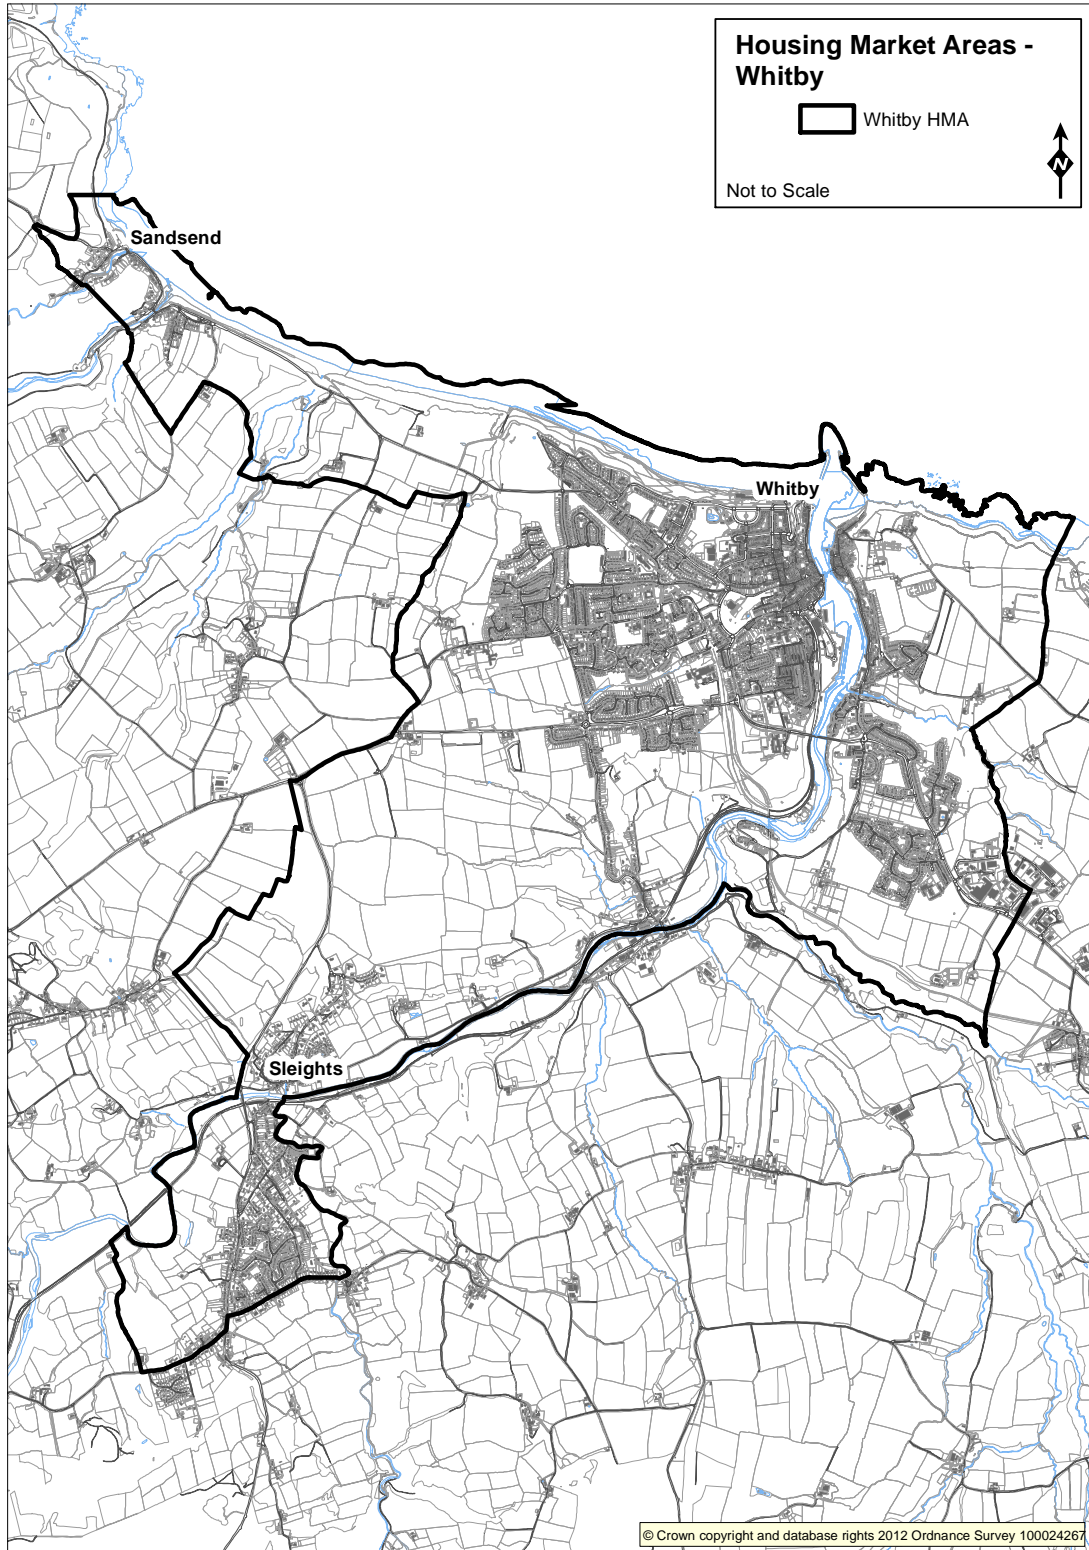 Housing Market Areas -
Whitby
Whitby HMA
N
Not to Scale
Sandsend
Whitby
Sleights
© Crown copyright and database rights 2012 Ordnance Survey 100024267